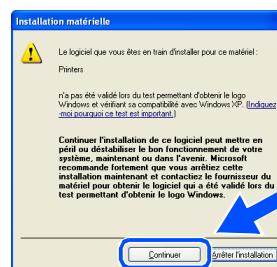 Installation matérielle
Le logiciel que vous êtes en train d'installer pour ce matériel :
Printers
n'a pas été validé lors du test permettant d'obtenir le logo
Windows et vérifiant sa compatibilité avec Windows XP. (Indiquez
-moi pourquoi ce test est important.)
Continuer l'installation de ce logiciel peut mettre en
péril ou déstabiliser le bon fonctionnement de votre
système, maintenant ou dans l'avenir. Microsoft
recommande fortement que vous arrêtiez cette
installation maintenant et contactiez le fournisseur du
matériel pour obtenir le logiciel qui a été validé lors du
test permettant d'obtenir le logo Windows.
Continuer
Arrêter l'installation